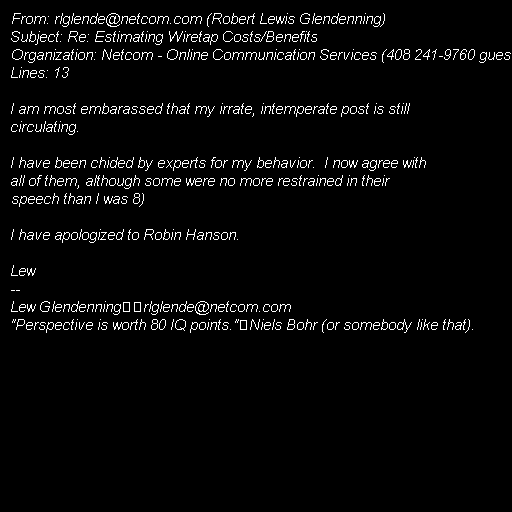 From: rlglende@netcom.com (Robert Lewis Glendenning)
Subject: Re: Estimating Wiretap Costs/Benefits
Organization: Netcom - Online Communication Services (408 241-9760 gues
Lines: 13
I am most embarassed that my irrate, intemperate post is still
circulating.
I have been chided by experts for my behavior.  I now agree with
all of them, although some were no more restrained in their
speech than I was 8)
I have apologized to Robin Hanson.
Lew
--
Lew Glendenning rlglende@netcom.com
"Perspective is worth 80 IQ points." Niels Bohr (or somebody like that).